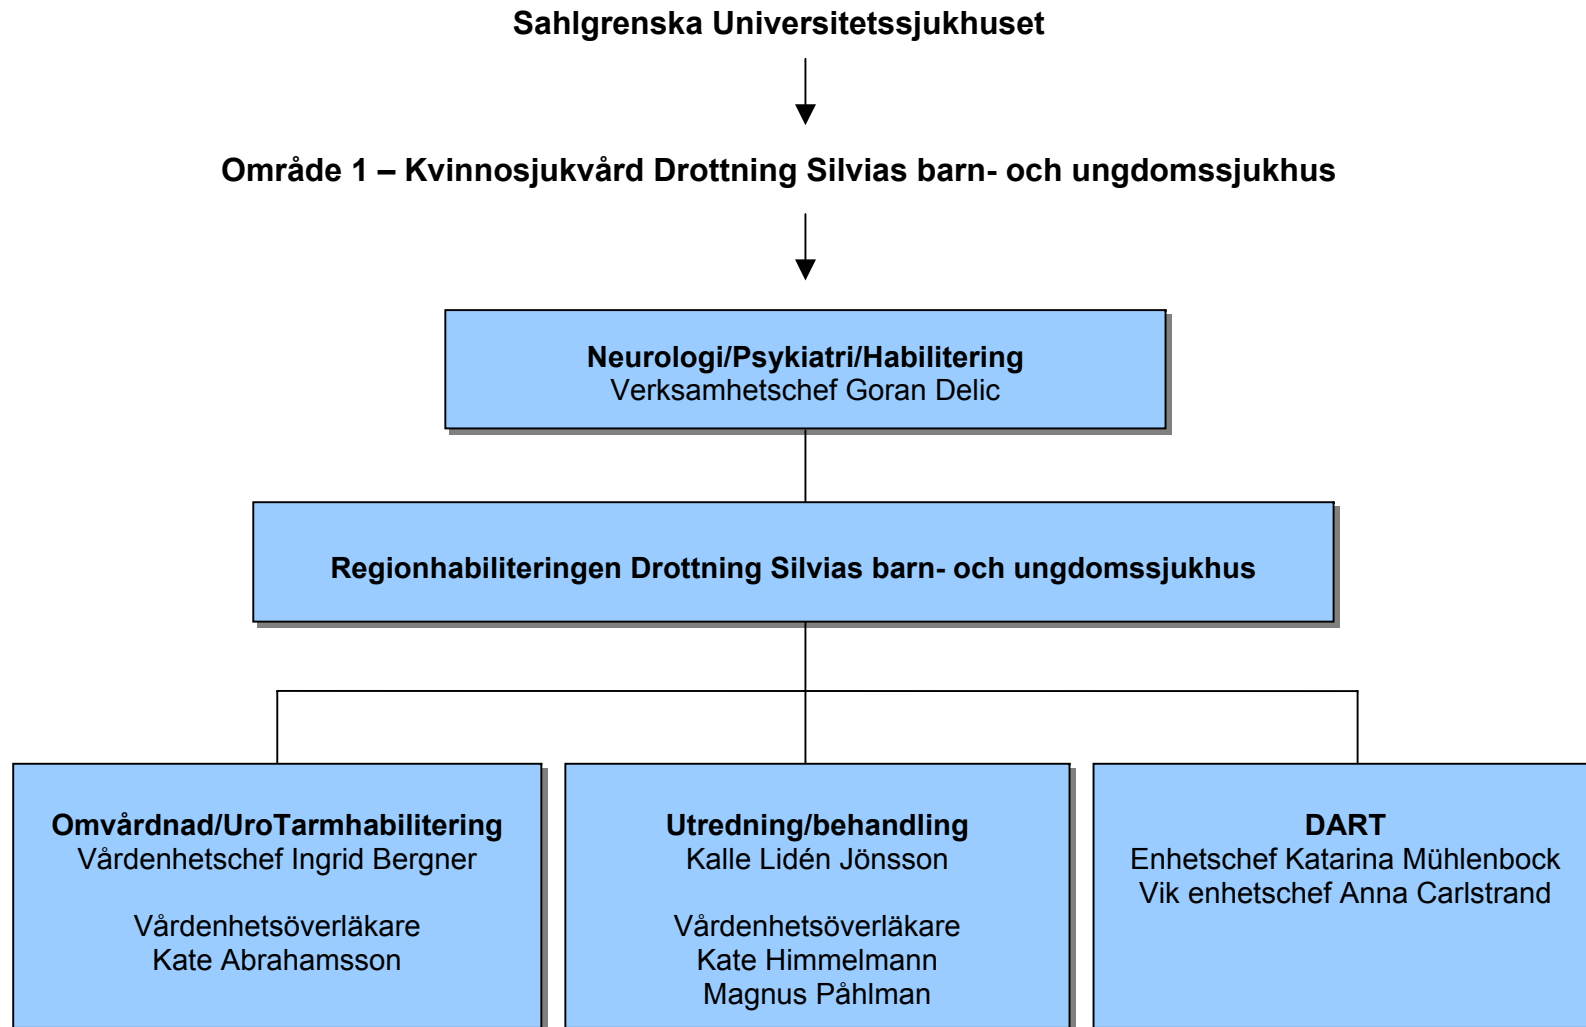 Sahlgrenska Universitetssjukhuset
Område 1 – Kvinnosjukvård Drottning Silvias barn- och ungdomssjukhus
Neurologi/Psykiatri/Habilitering
Verksamhetschef Goran Delic
Regionhabiliteringen Drottning Silvias barn- och ungdomssjukhus
Omvårdnad/UroTarmhabilitering
Vårdenhetschef Ingrid Bergner
Vårdenhetsöverläkare
Kate Abrahamsson
Utredning/behandling
Kalle Lidén Jönsson
Vårdenhetsöverläkare
Kate Himmelmann
Magnus Påhlman
DART
Enhetschef Katarina Mühlenbock
Vik enhetschef Anna Carlstrand